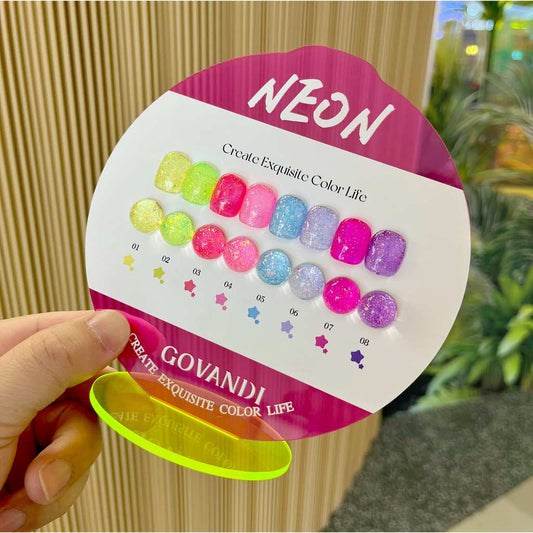 NEON
Create Exquisite Color Life
01 02 03 04 05 06 07 08
GOVANDI
CREATE EXQUISITE COLOR LIFE